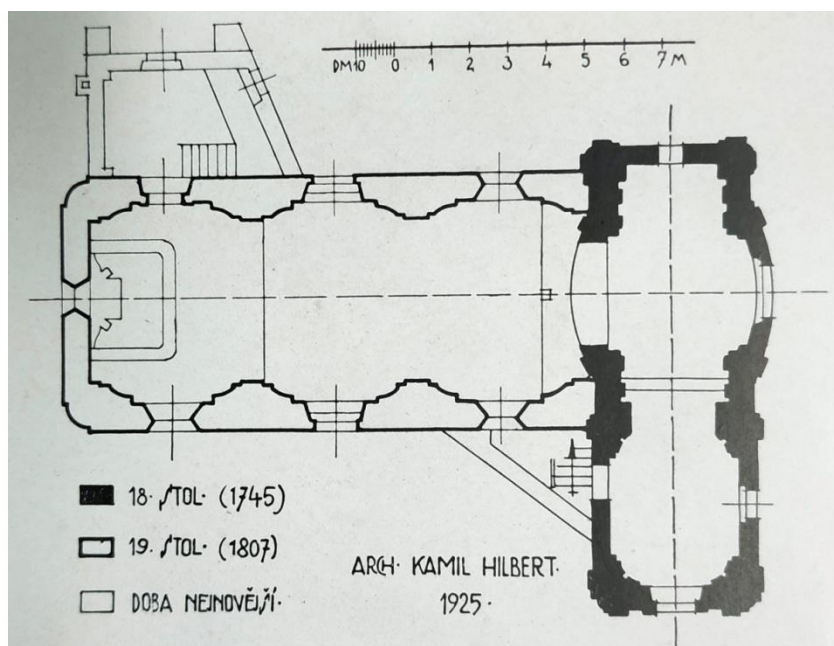 DM10 0 1 2 3 4 5 6 7 M
18· STOL· (1745)
19· STOL· (1807)
DOBA NEJNOVĚJŠÍ·
ARCH· KAMIL HILBERT·
1925·